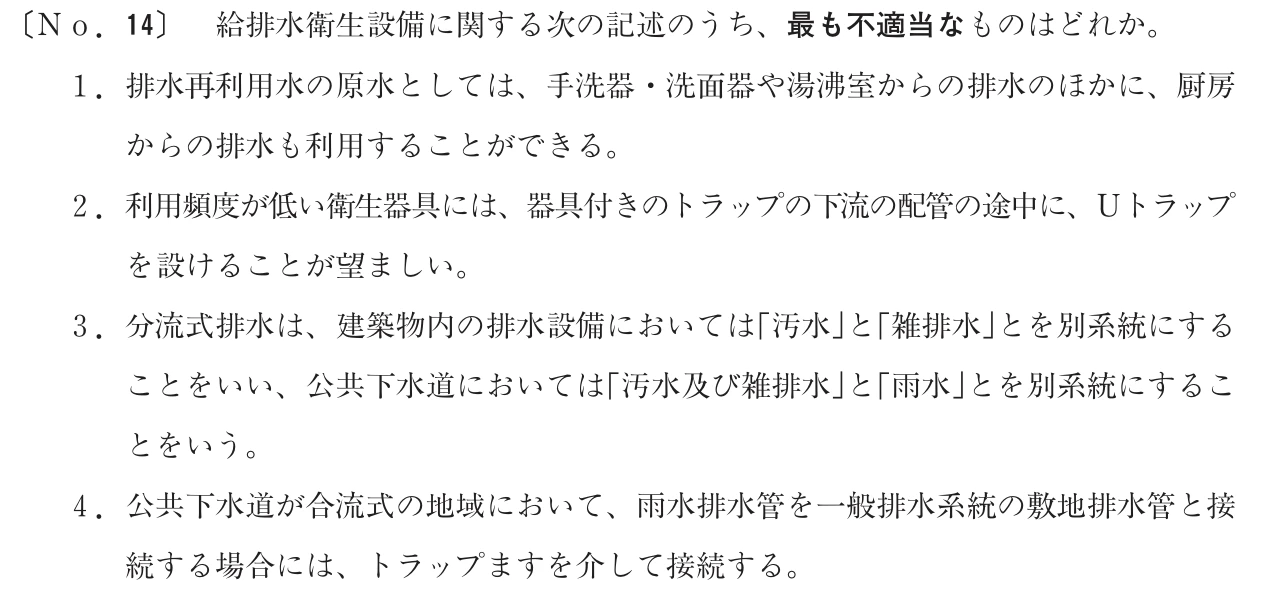 〔Ｎｏ．14〕　給排水衛生設備に関する次の記述のうち、最も不適当なものはどれか。
１．排水再利用水の原水としては、手洗器・洗面器や湯沸室からの排水のほかに、厨房
からの排水も利用することができる。
２．利用頻度が低い衛生器具には、器具付きのトラップの下流の配管の途中に、Ｕトラップ
を設けることが望ましい。
３．分流式排水は、建築物内の排水設備においては「汚水」と「雑排水」とを別系統にする
ことをいい、公共下水道においては「汚水及び雑排水」と「雨水」とを別系統にするこ
とをいう。
４．公共下水道が合流式の地域において、雨水排水管を一般排水系統の敷地排水管と接
続する場合には、トラップますを介して接続する。